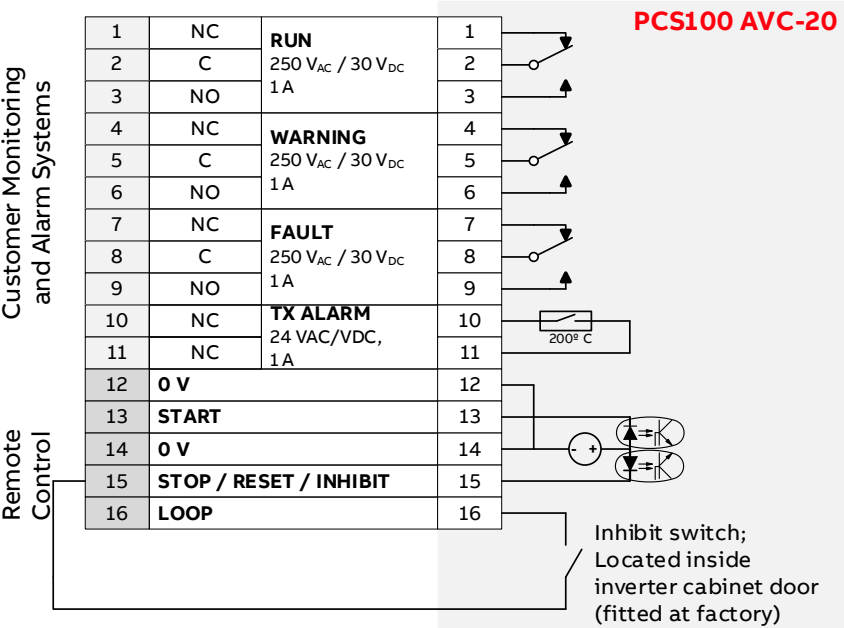 PCS100 AVC-20
Customer Monitoring
and Alarm Systems
1 NC RUN 1
2 C 250 VAC / 30 VDC 2
3 NO 1 A 3
4 NC WARNING 4
5 C 250 VAC / 30 VDC 5
6 NO 1 A 6
7 NC FAULT 7
8 C 250 VAC / 30 VDC 8
9 NO 1 A 9
10 NC TX ALARM 10
24 VAC/VDC,
200º C
11 NC 1 A 11
Remote
Control
12 0 V 12
13 START 13
14 0 V 14
- +
15 STOP / RESET / INHIBIT 15
16 LOOP 16
Inhibit switch;
Located inside
inverter cabinet door
(fitted at factory)